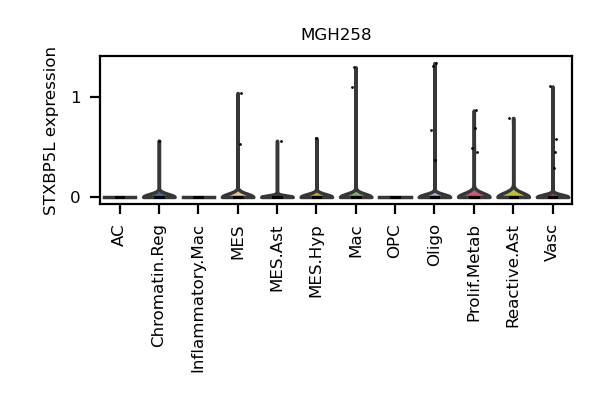 MGH258
STXBP5L expression
1
0
AC
Chromatin.Reg
Inflammatory.Mac
MES
MES.Ast
MES.Hyp
Mac
OPC
Oligo
Prolif.Metab
Reactive.Ast
Vasc